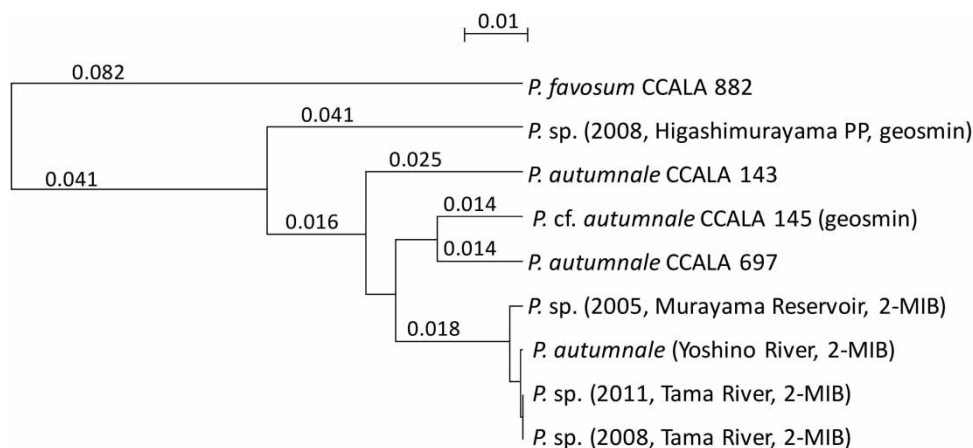 0.01
0.082
P. favosum CCALA 882
0.041
P. sp. (2008, Higashimurayama PP, geosmin)
0.025
P. autumnale CCALA 143
0.041
0.014
P. cf. autumnale CCALA 145 (geosmin)
0.016
0.014
P. autumnale CCALA 697
P. sp. (2005, Murayama Reservoir, 2-MIB)
0.018
P. autumnale (Yoshino River, 2-MIB)
P. sp. (2011, Tama River, 2-MIB)
P. sp. (2008, Tama River, 2-MIB)